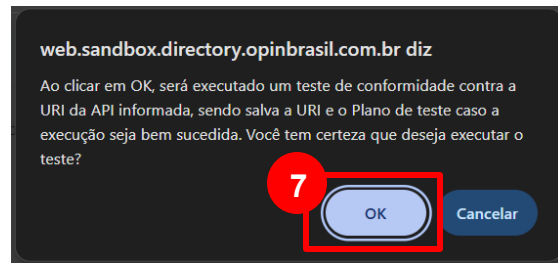 web.sandbox.directory.opinbrasil.com.br diz
Ao clicar em OK, será executado um teste de conformidade contra a
URI da API informada, sendo salva a URI e o Plano de teste caso a
execução seja bem sucedida. Você tem certeza que deseja executar o
teste?
7
OK
Cancelar